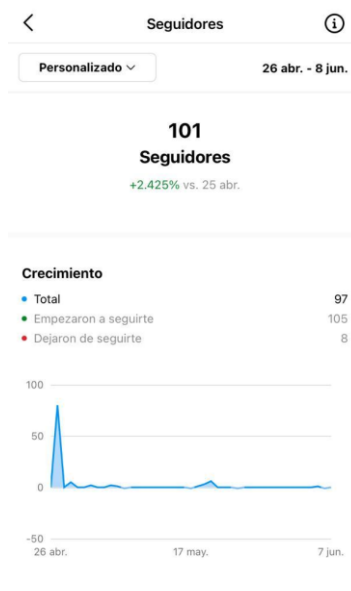 Seguidores
Personalizado
26 abr. - 8 jun.
101
Seguidores
+2.425% vs. 25 abr.
Crecimiento
Total 97
Empezaron a seguirte 105
Dejaron de seguirte 8
100
50
0
-50
26 abr. 17 may. 7 jun.